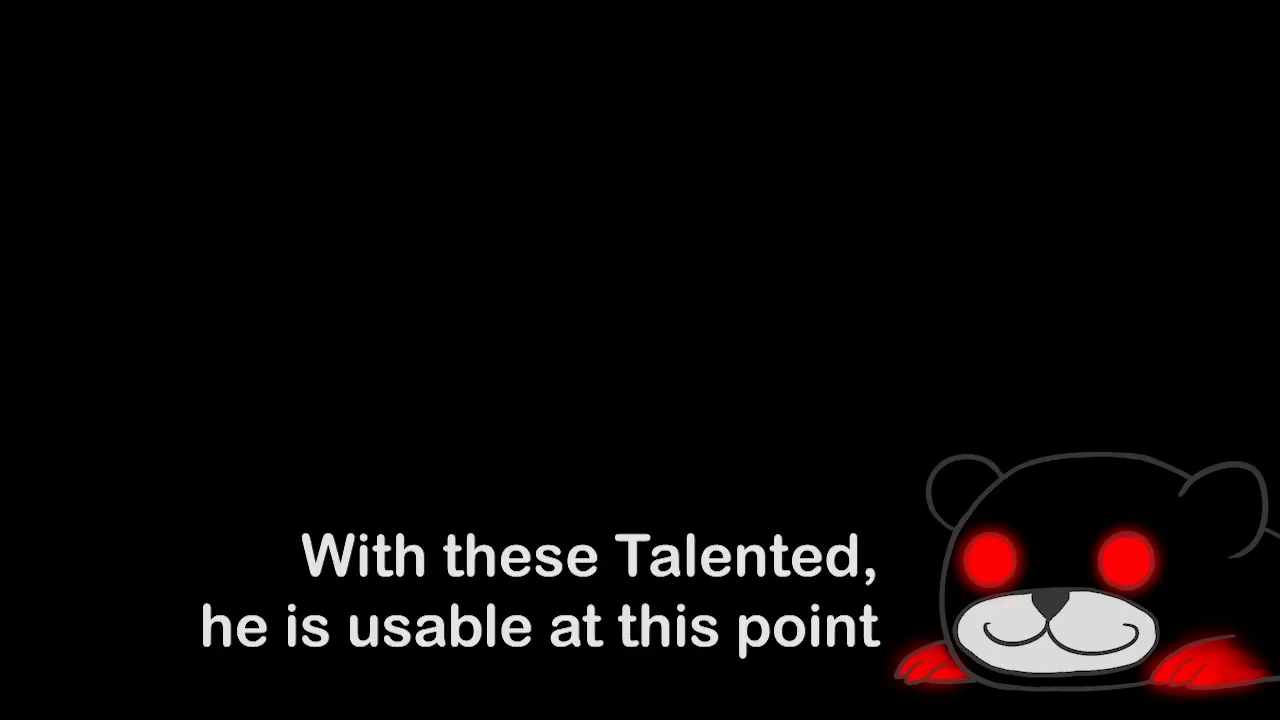 With these Talented,
he is usable at this point